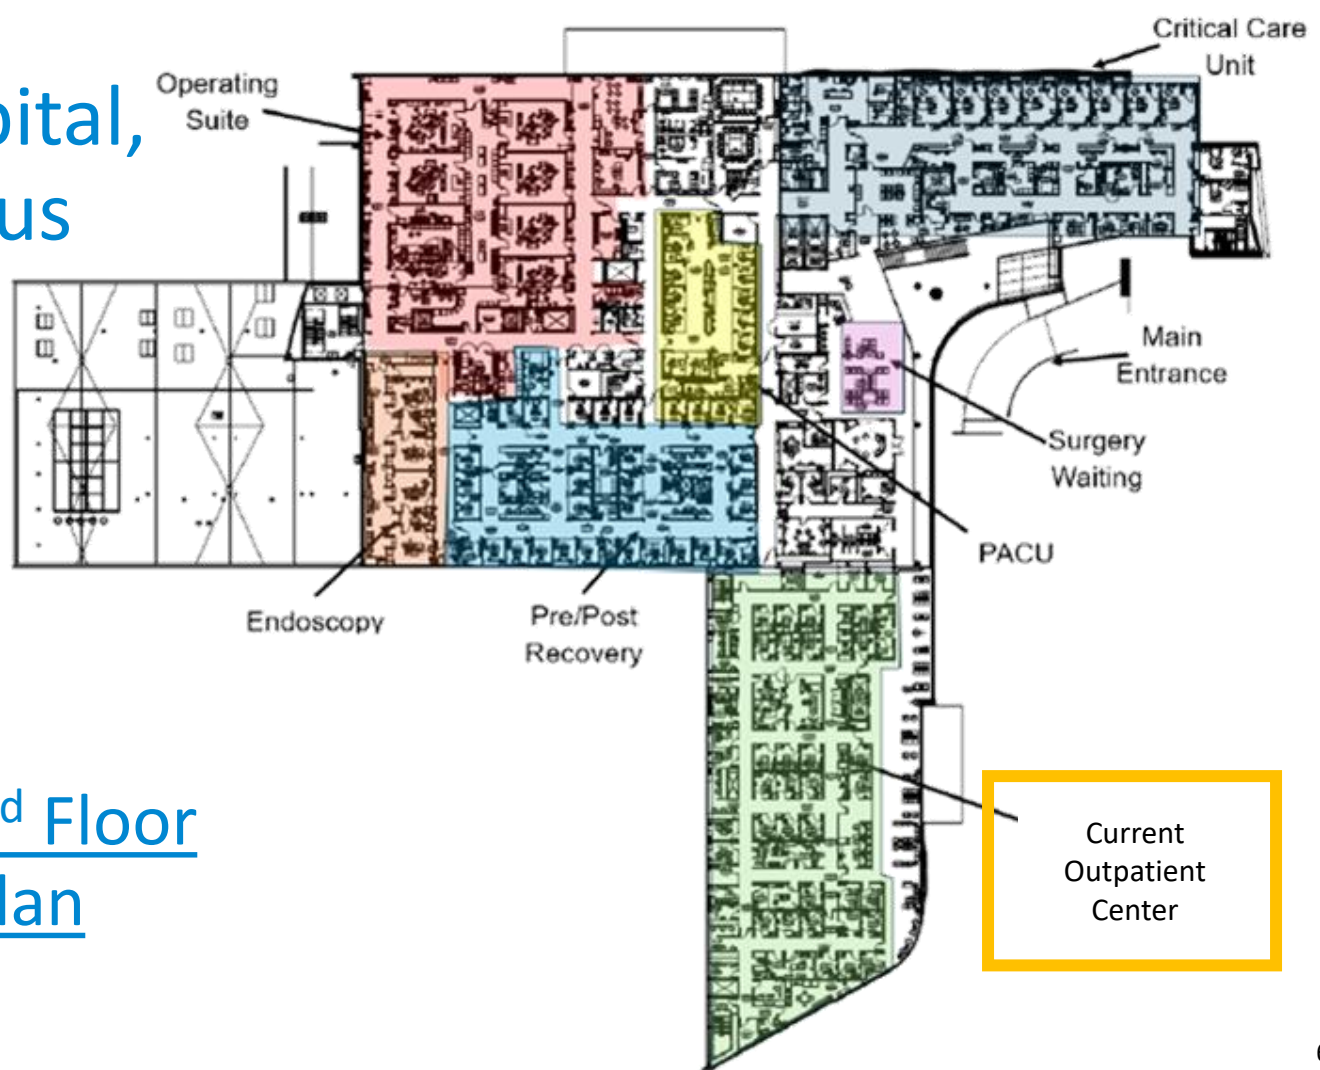 Critical Care
Unit
Operating
Suite
pital,
us
Main
Entrance
Surgery
Waiting
PACU
Endoscopy
Pre/Post
Recovery
d Floor
lan
Current
Outpatient
Center